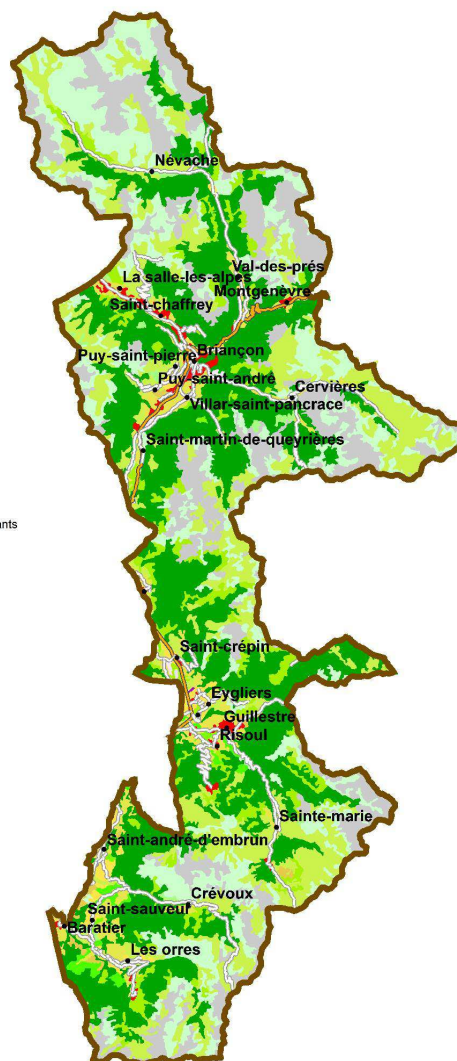 Névache
Val-des-prés
La salle-les-alpes
Montgenèvre
Saint-chaffrey
Puy-saint-pierre
Briançon
Puy-saint-andré
Cervières
Villar-saint-pancrace
Saint-martin-de-queyrières
ants
Saint-crépin
Eygliers
Guillestre
Risoul
Sainte-marie
Saint-andré-d'embrun
Crévoux
Saint-sauveur
Baratier
Les orres